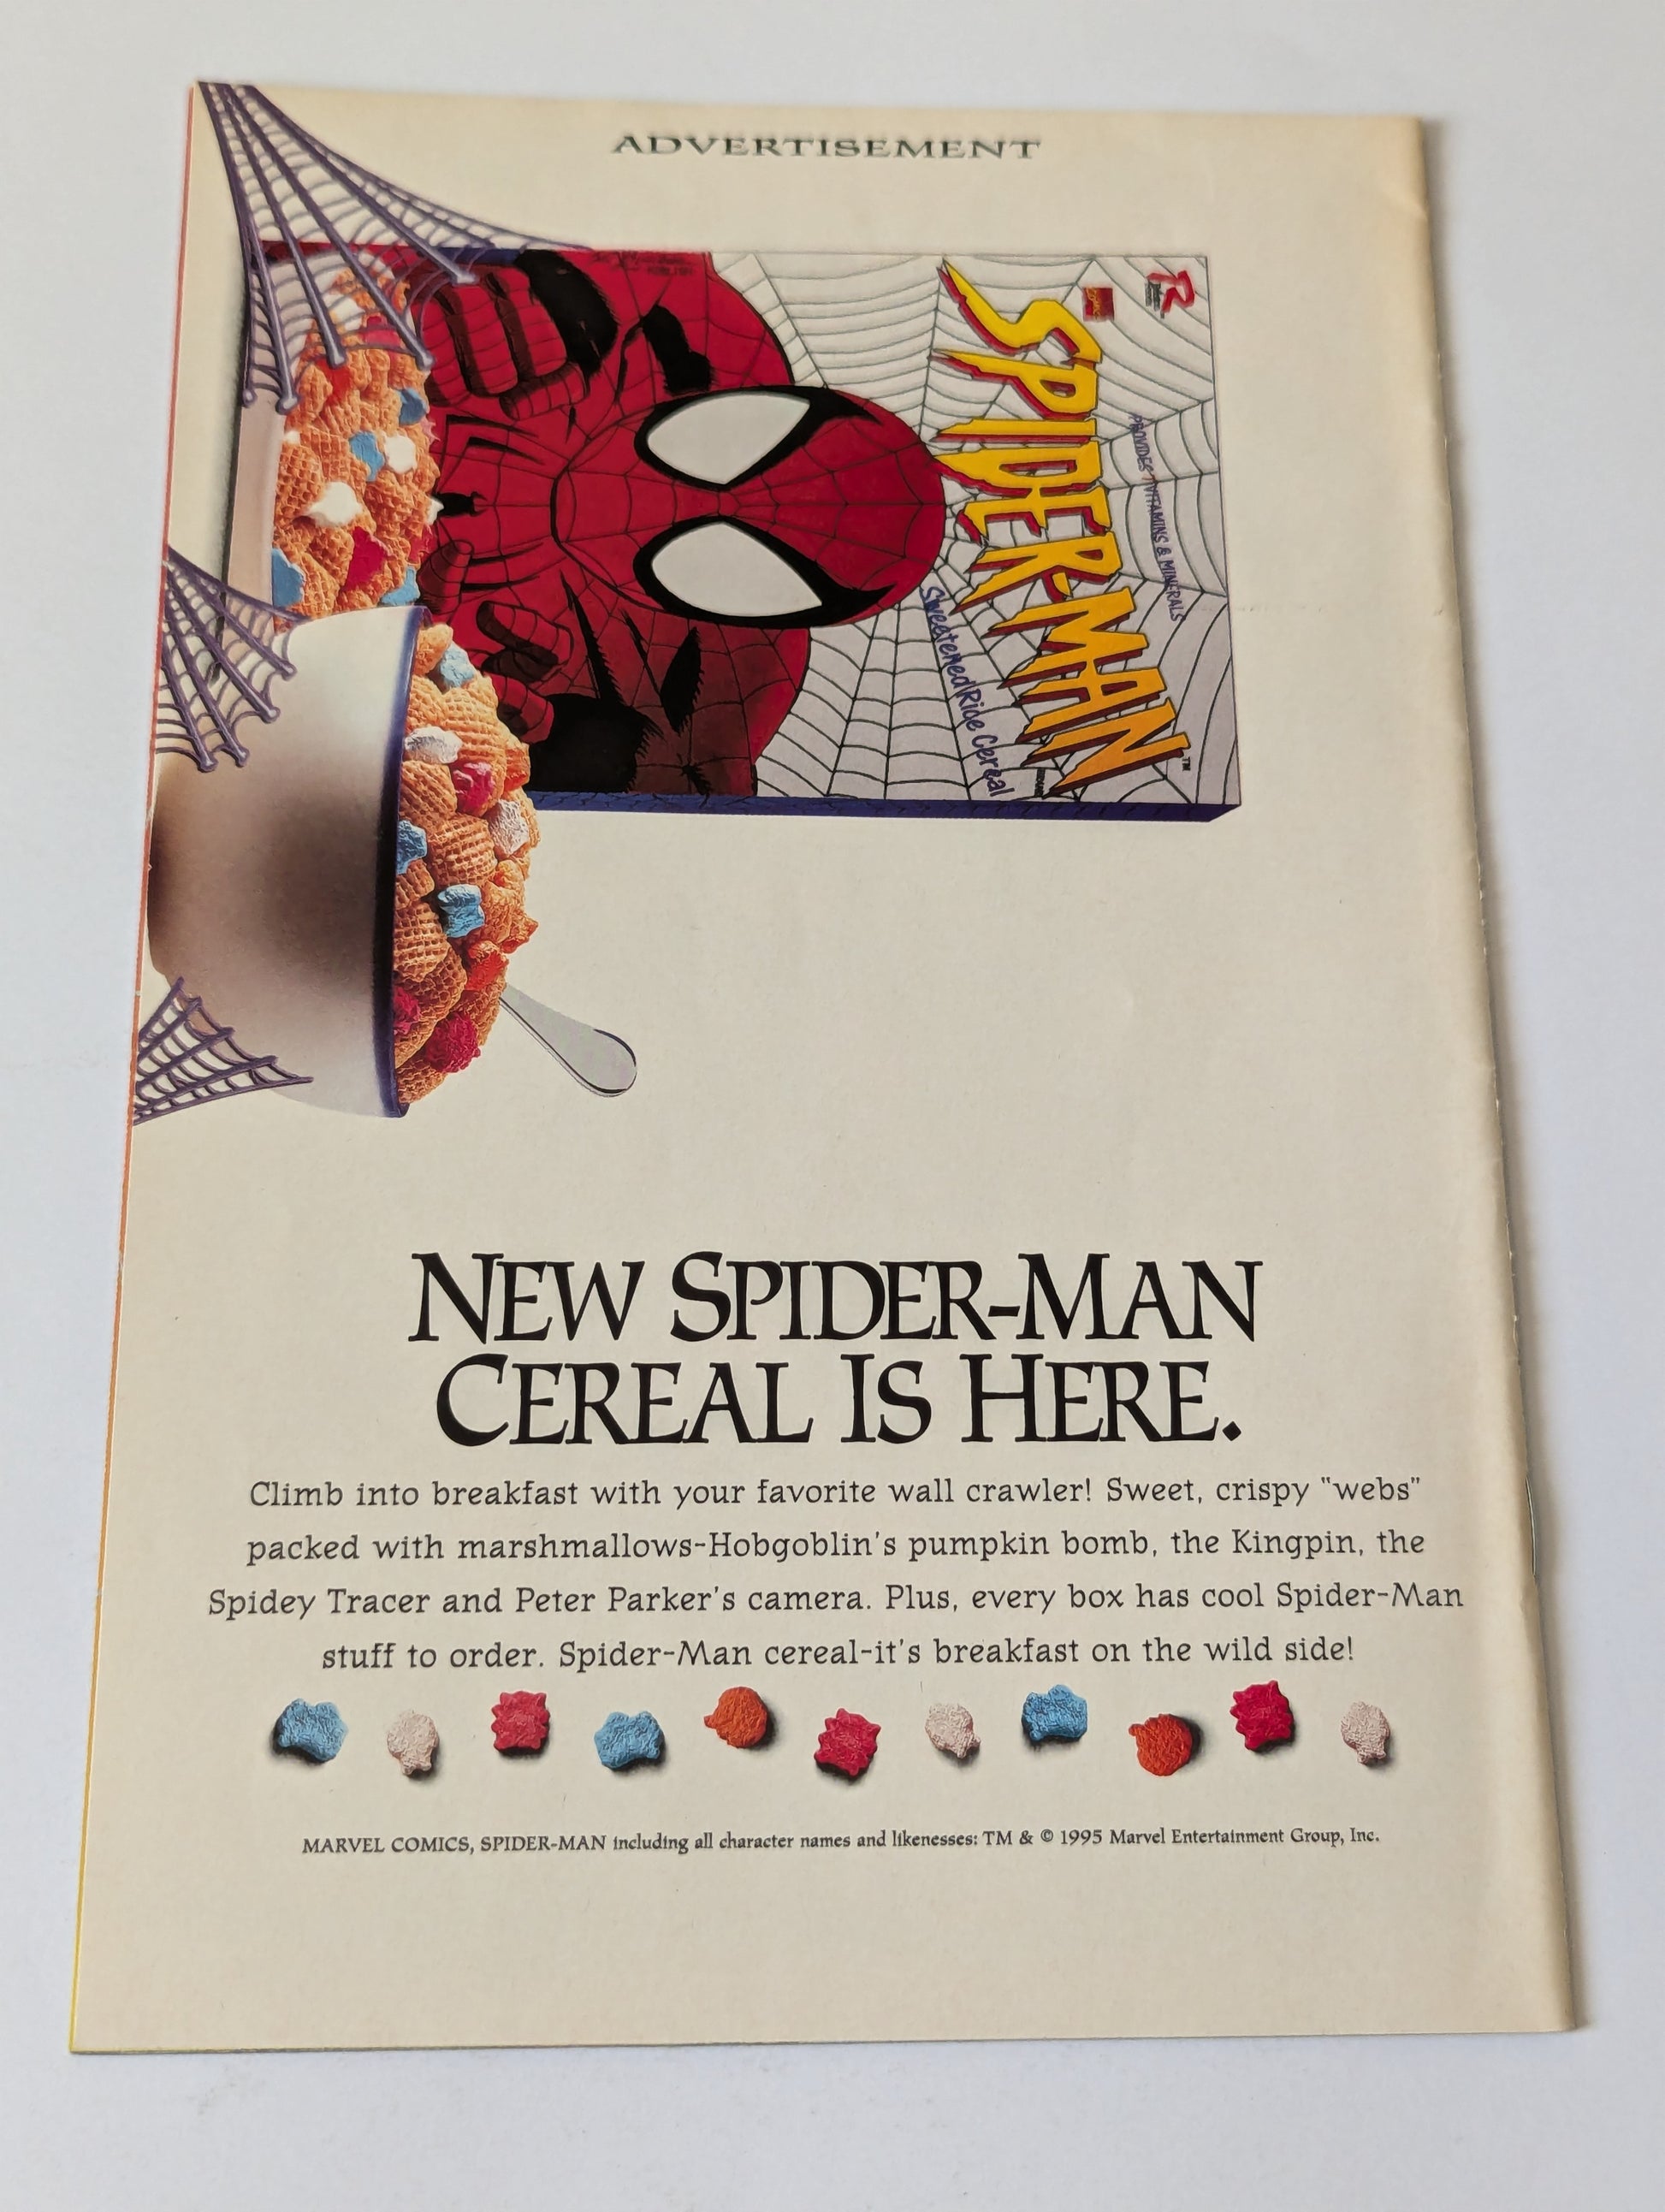 ADVERTISEMENT
SPIDER-MAN™
PROVIDES 7 VITAMINS & MINERALS
Sweetened Rice Cereal
NEW SPIDER-MAN
CEREAL IS HERE.
Climb into breakfast with your favorite wall crawler! Sweet, crispy "webs"
packed with marshmallows-Hobgoblin's pumpkin bomb, the Kingpin, the
Spidey Tracer and Peter Parker's camera. Plus, every box has cool Spider-Man
stuff to order. Spider-Man cereal-it's breakfast on the wild side!
MARVEL COMICS, SPIDER-MAN including all character names and likenesses: TM & © 1995 Marvel Entertainment Group, Inc.